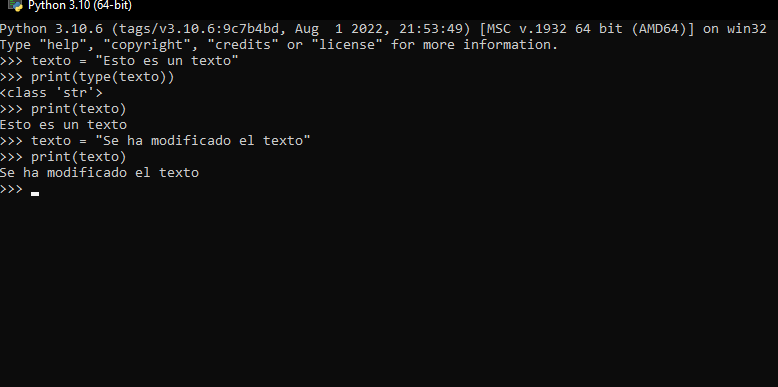 Python 3.10 (64-bit)
Python 3.10.6 (tags/v3.10.6:9c7b4bd, Aug  1 2022, 21:53:49) [MSC v.1932 64 bit (AMD64)] on win32
Type "help", "copyright", "credits" or "license" for more information.
>>> texto = "Esto es un texto"
>>> print(type(texto))
<class 'str'>
>>> print(texto)
Esto es un texto
>>> texto = "Se ha modificado el texto"
>>> print(texto)
Se ha modificado el texto
>>>